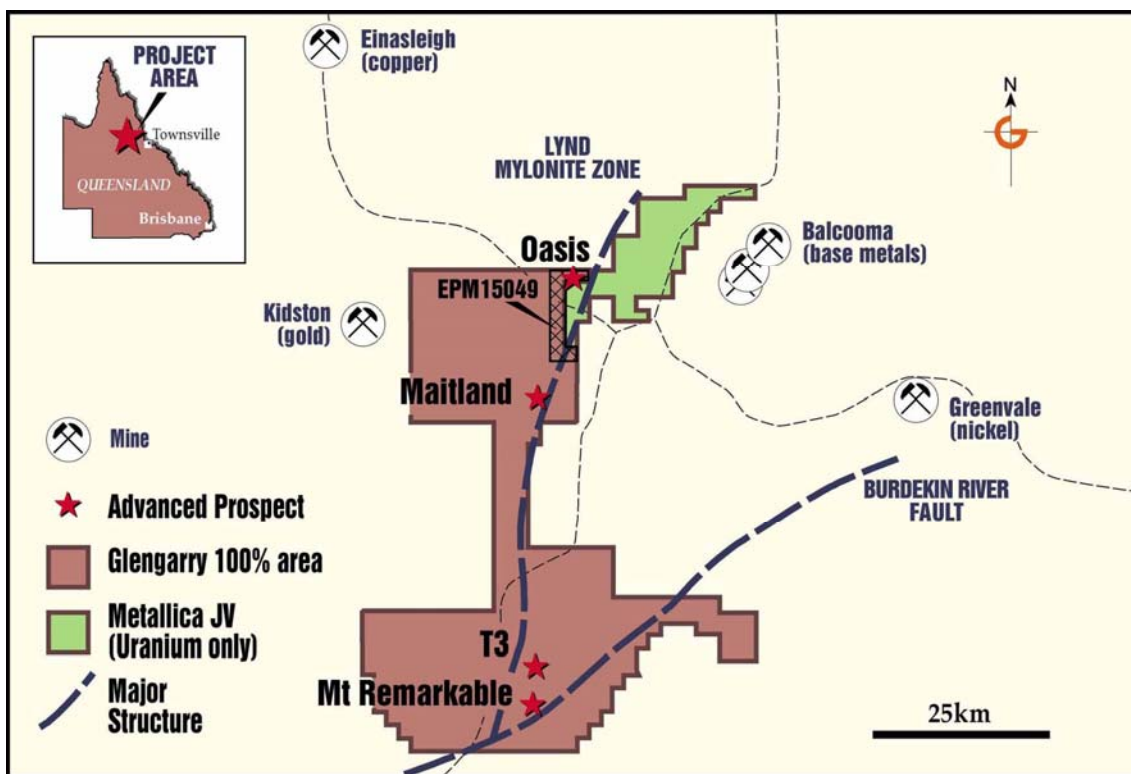 PROJECT
AREA
Townsville
QUEENSLAND
Brisbane
Einasleigh
(copper)
N
LYND
MYLONITE ZONE
Oasis
Balcooma
(base metals)
EPM15049
Kidston
(gold)
Maitland
Greenvale
(nickel)
Mine
BURDEKIN RIVER
FAULT
Advanced Prospect
Glengarry 100% area
Metallica JV
(Uranium only)
T3
Mt Remarkable
Major
Structure
25km